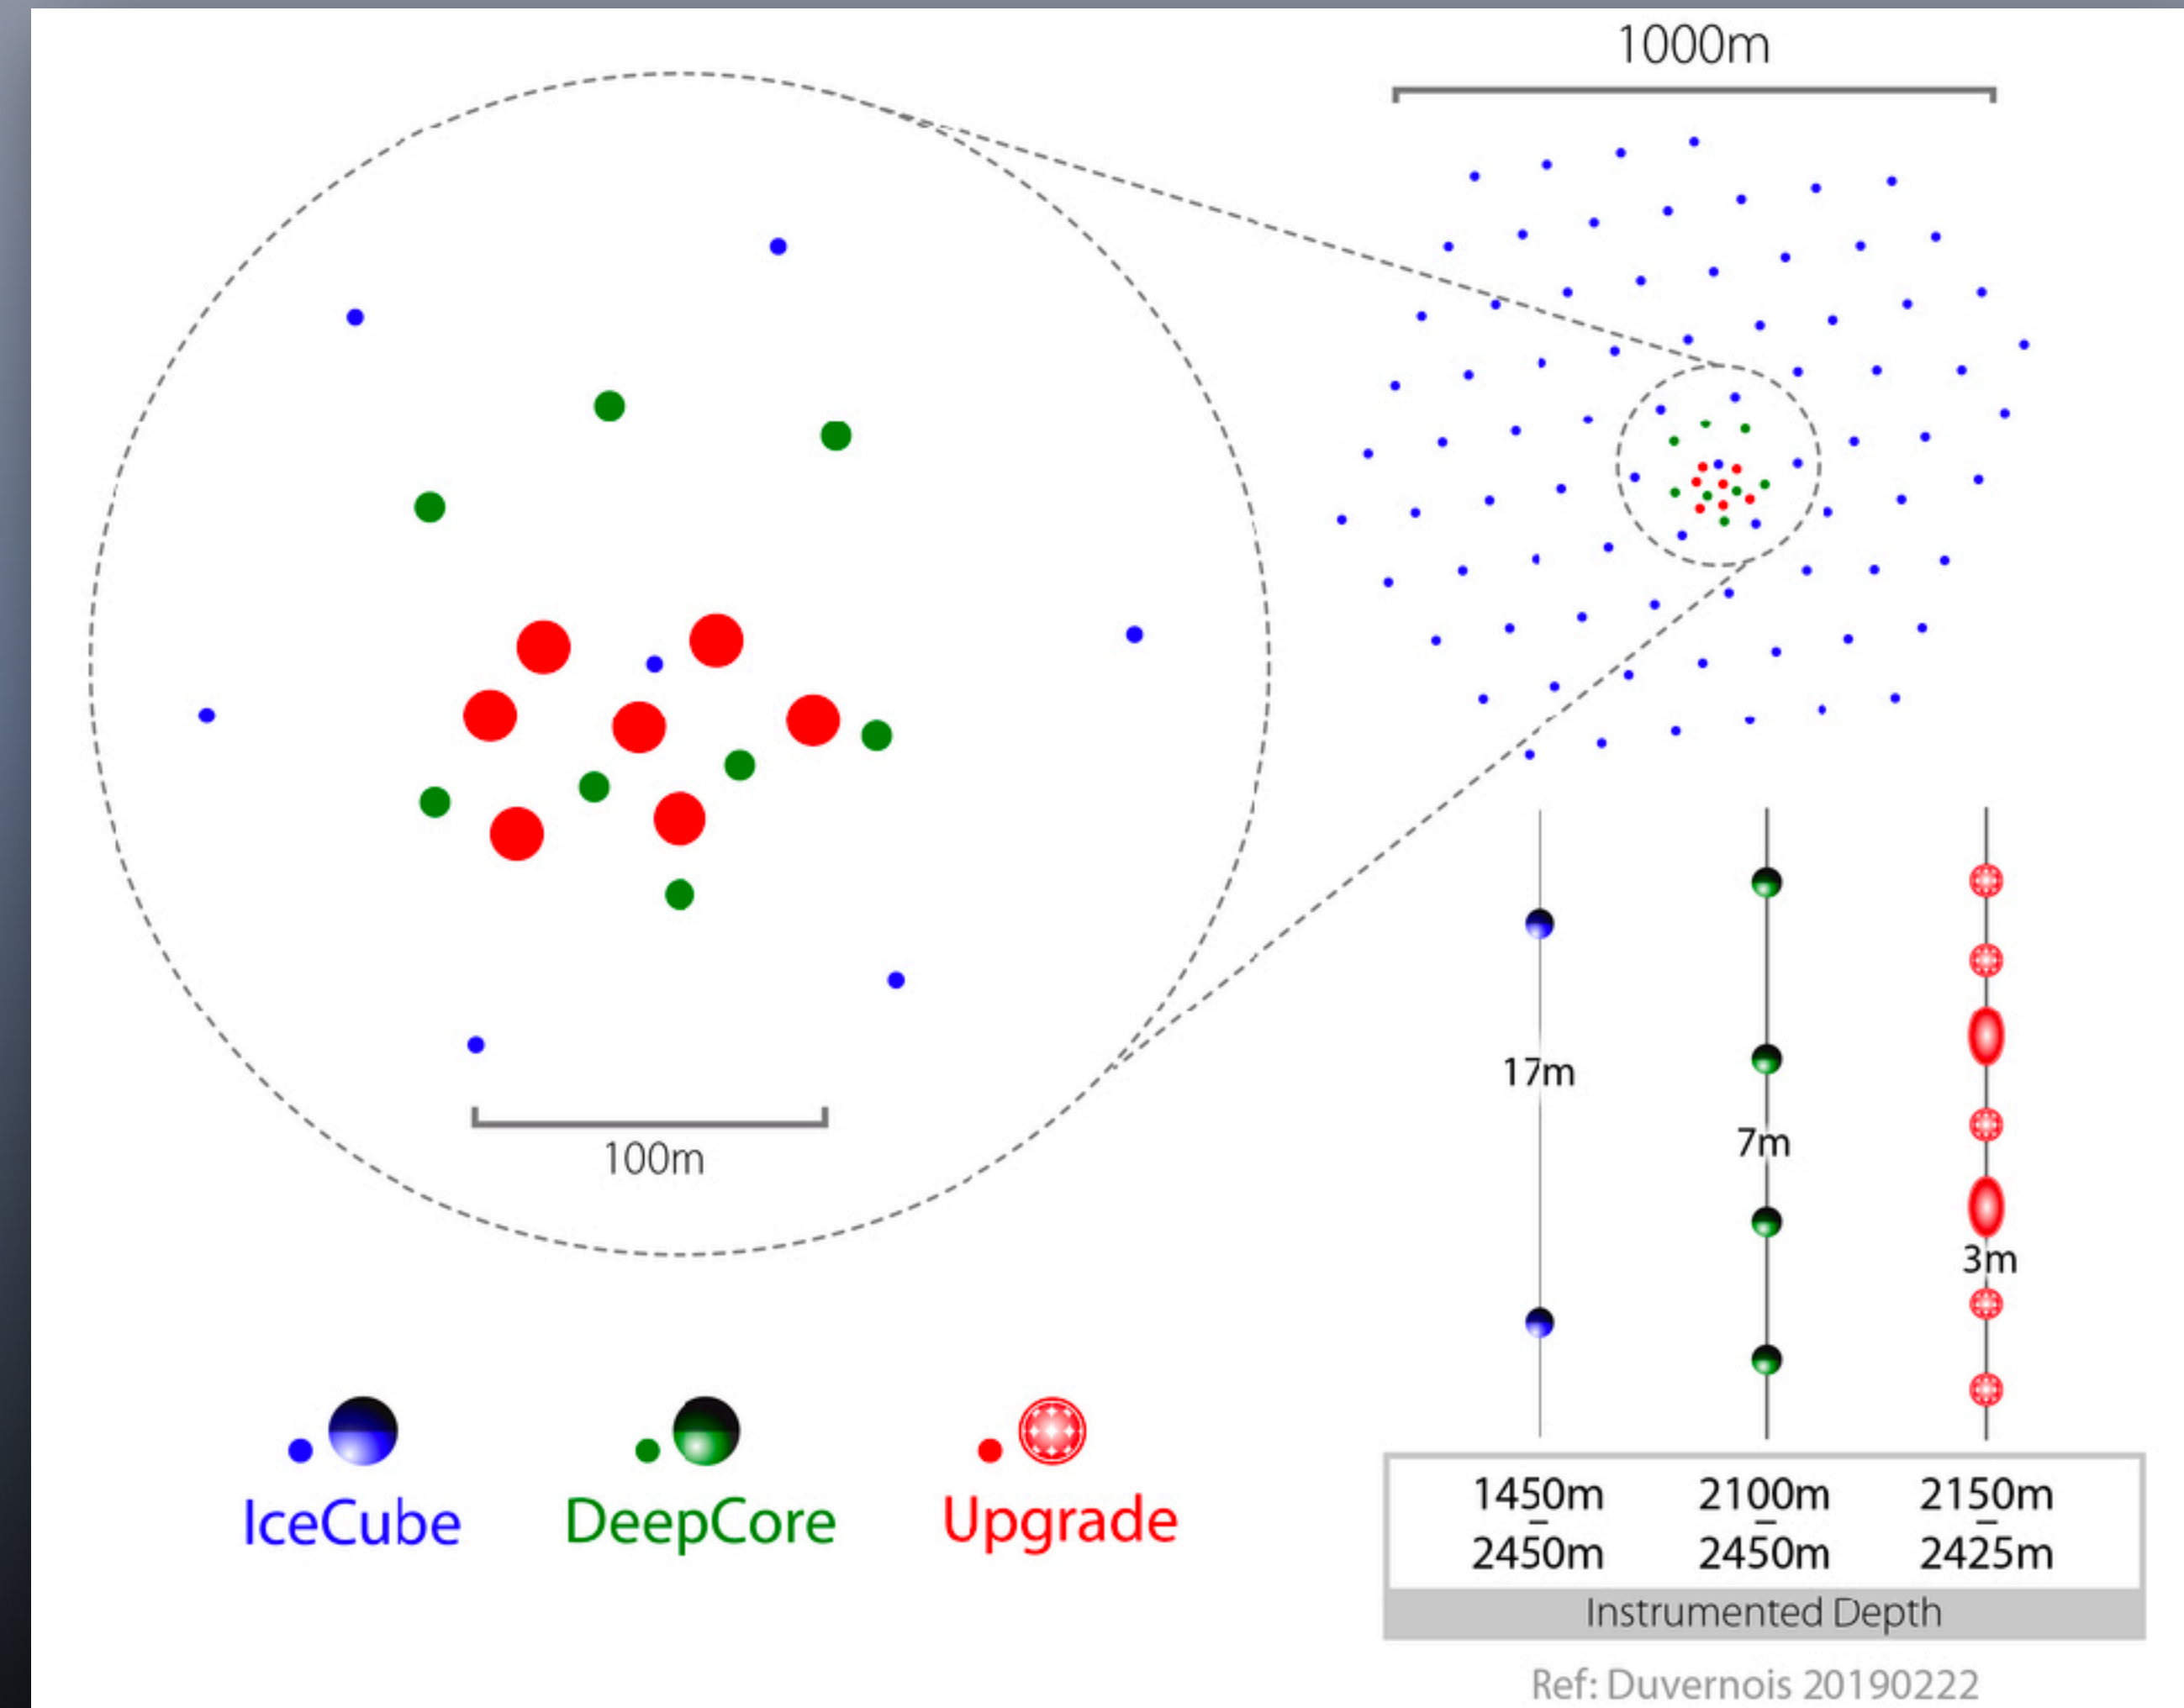 1000m
100m
17m
7m
3m
IceCube
DeepCore
Upgrade
1450m 2100m 2150m
– – –
2450m 2450m 2425m
Instrumented Depth
Ref: Duvernois 20190222